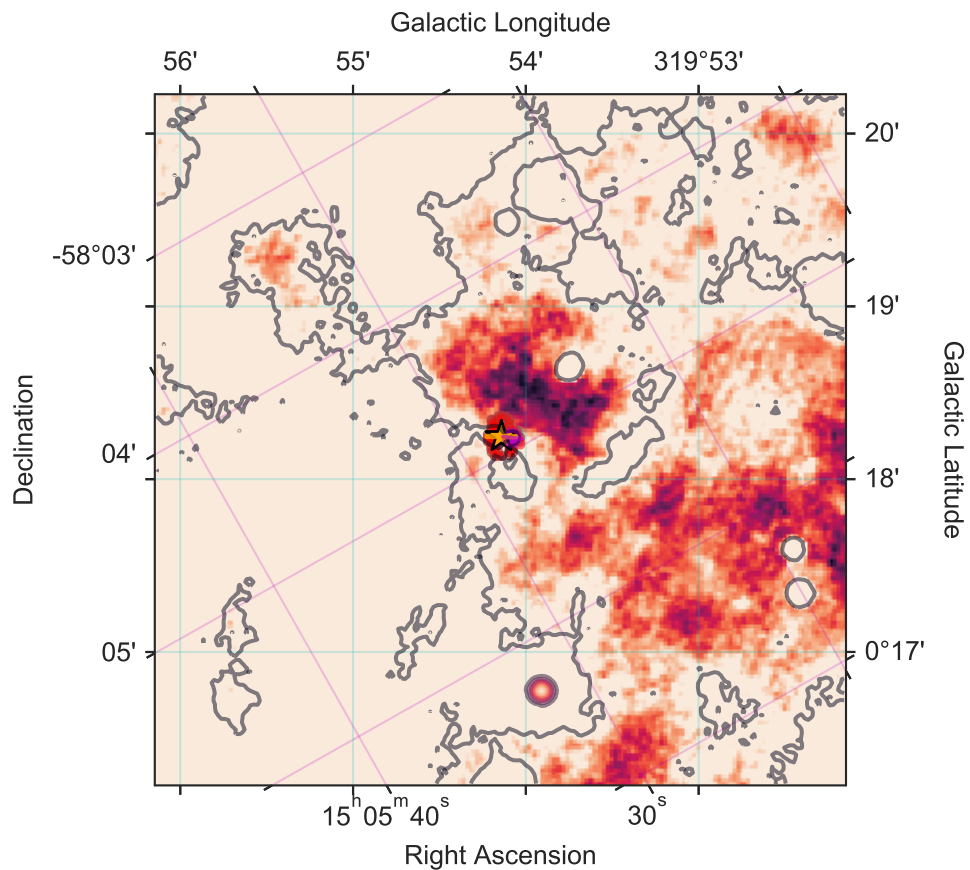 Galactic Longitude
56' 55' 54' 319°53'
20'
-58°03'
19'
Declination
Galactic Latitude
04'
18'
05'
0°17'
15h05m40s 30s
Right Ascension